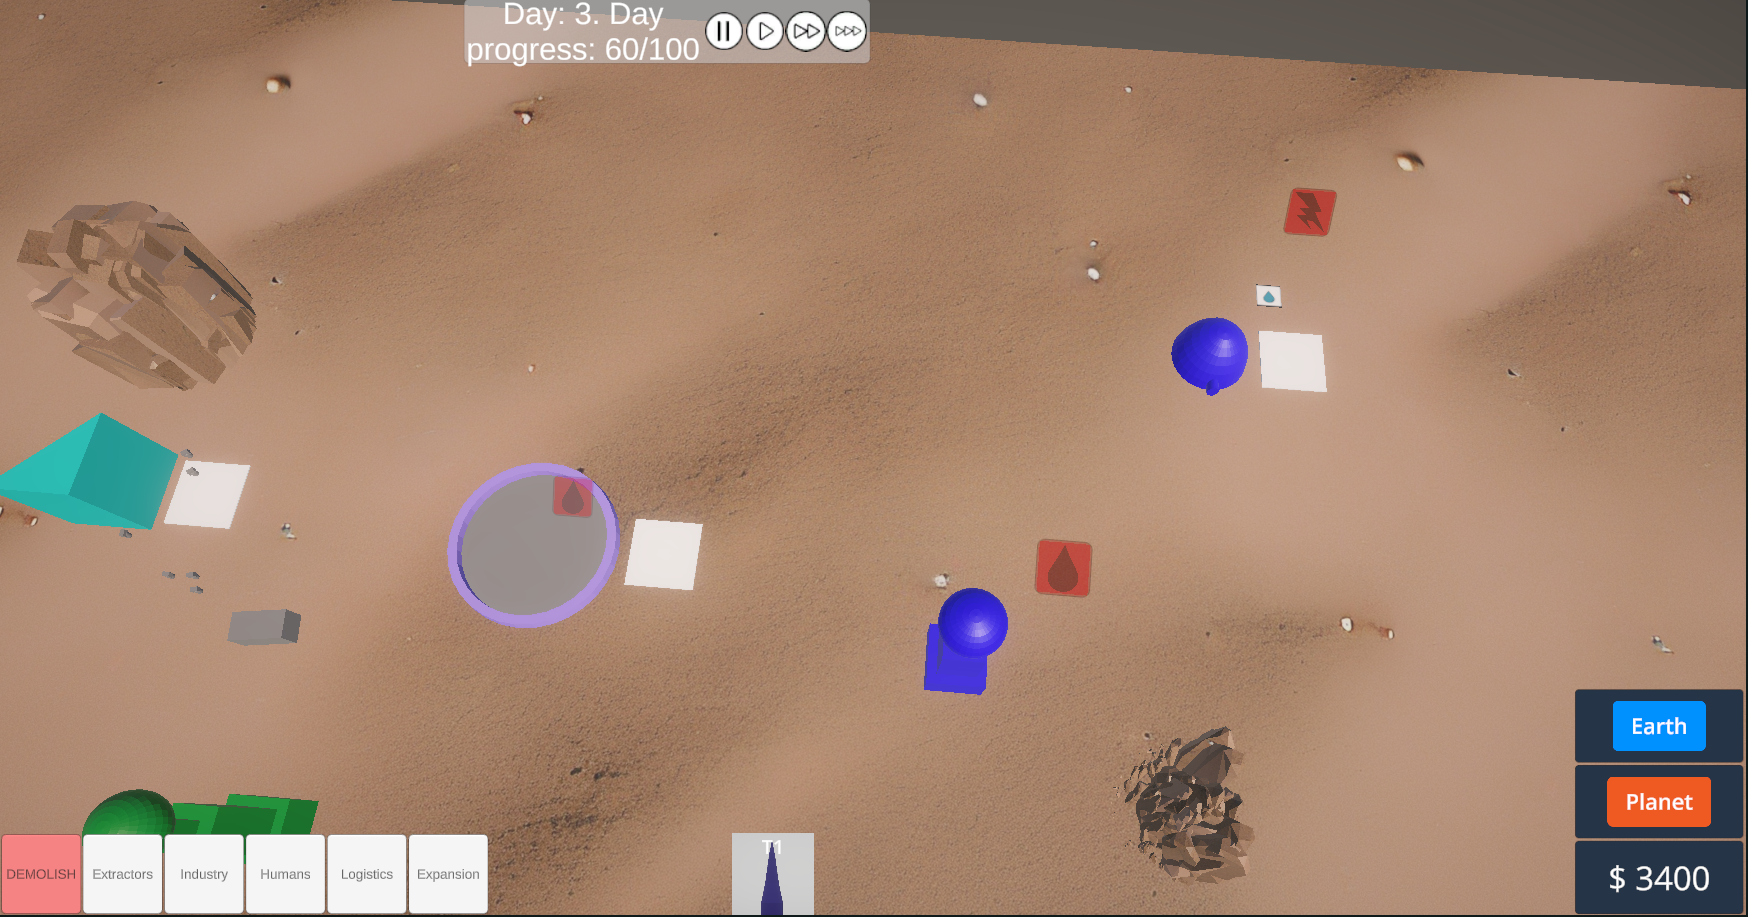 Day: 3. Day
progress: 60/100
T1
Earth
Planet
$ 3400
DEMOLISH
Extractors
Industry
Humans
Logistics
Expansion